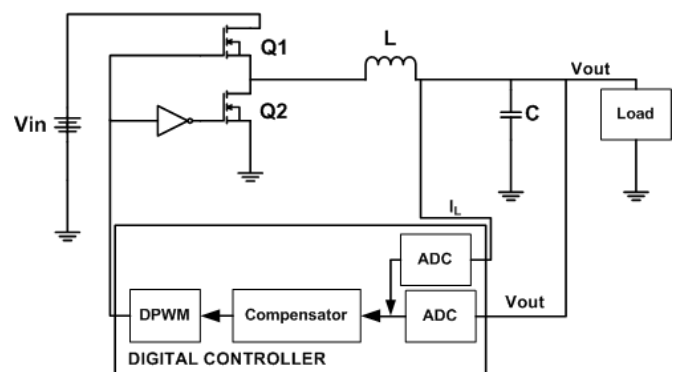 Q1
L
Vout
Q2
Vin
C
Load
IL
ADC
Vout
DPWM
Compensator
ADC
DIGITAL CONTROLLER